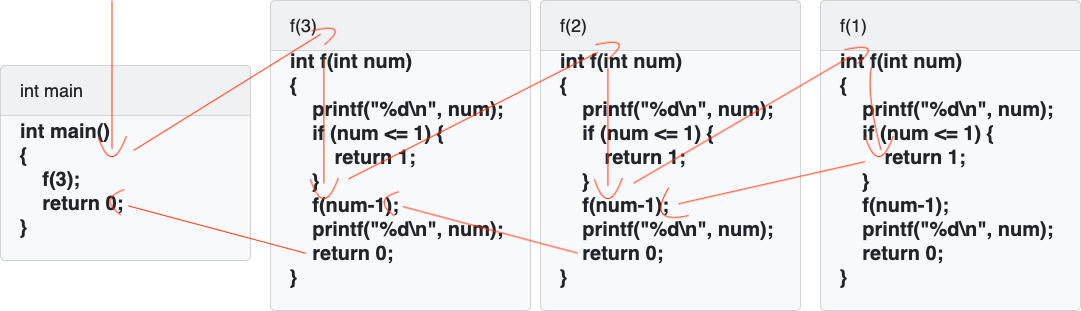 int main
int main()
{
f(3);
return 0;
}
f(3)
int f(int num)
{
printf("%d\n", num);
if (num <= 1) {
return 1;
}
f(num-1);
printf("%d\n", num);
return 0;
}
f(2)
int f(int num)
{
printf("%d\n", num);
if (num <= 1) {
return 1;
}
f(num-1);
printf("%d\n", num);
return 0;
}
f(1)
int f(int num)
{
printf("%d\n", num);
if (num <= 1) {
return 1;
}
f(num-1);
printf("%d\n", num);
return 0;
}